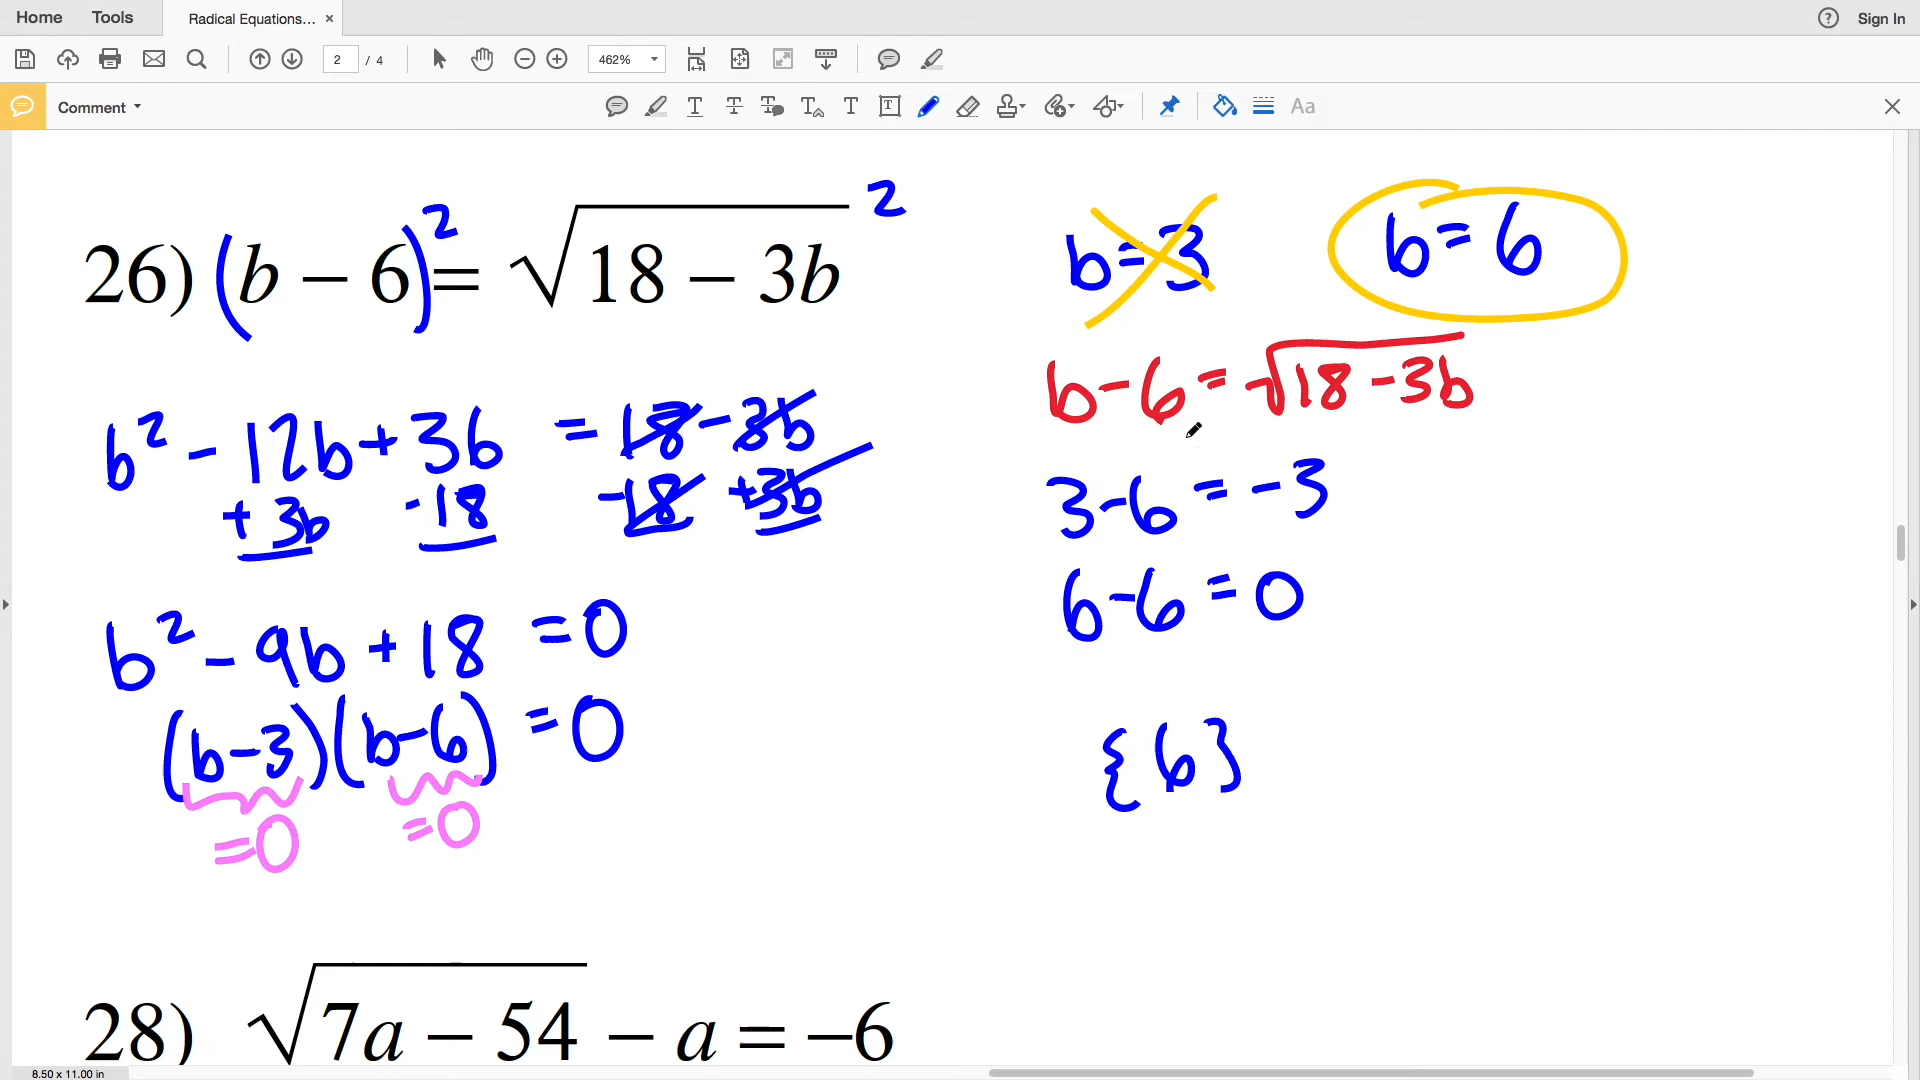 Home Tools Radical Equations... × ? Sign In
2 / 4 462%
Comment T T T T T T Aa
26) (b − 6)² = √18 − 3b ²
b² - 12b + 36 = 18 - 3b
+ 3b - 18 - 18 + 3b
b² - 9b + 18 = 0
(b - 3)(b - 6) = 0
= 0 = 0
b = 3 b = 6
b - 6 = √18 - 3b
3 - 6 = -3
6 - 6 = 0
{6}
28) √7a − 54 − a = −6
8.50 x 11.00 in